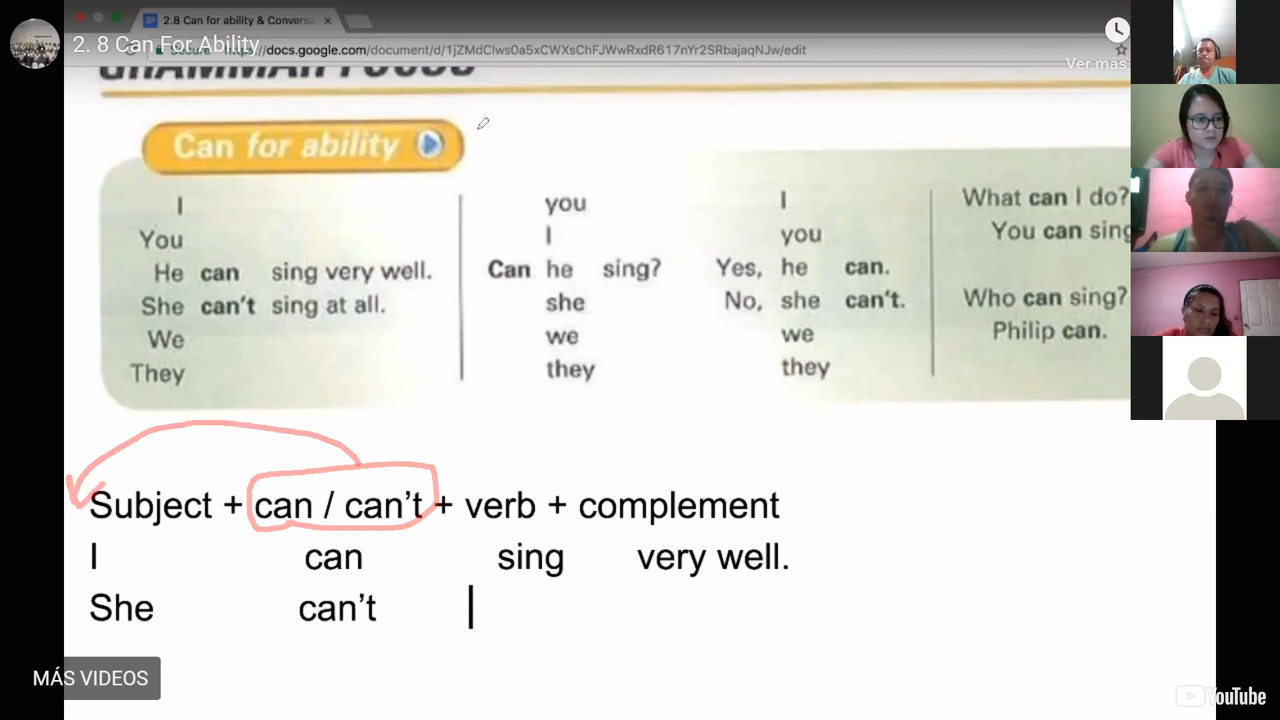 2.8 Can for ability & Conversa
2. 8 Can For Ability
https://docs.google.com/document/d/1jZMdClws0a5xCWXsChFJWwRxdR617nYr2SRbajaqNJw/edit
Ver más
GRAMMAR FOCUS
Can for ability
I
You
He can sing very well.
She can't sing at all.
We
They
you
I
Can he sing?
she
we
they
I
you
Yes, he can.
No, she can't.
we
they
What can I do?
You can sing
Who can sing?
Philip can.
Subject + can / can't + verb + complement
I can sing very well.
She can't
MÁS VIDEOS
YouTube